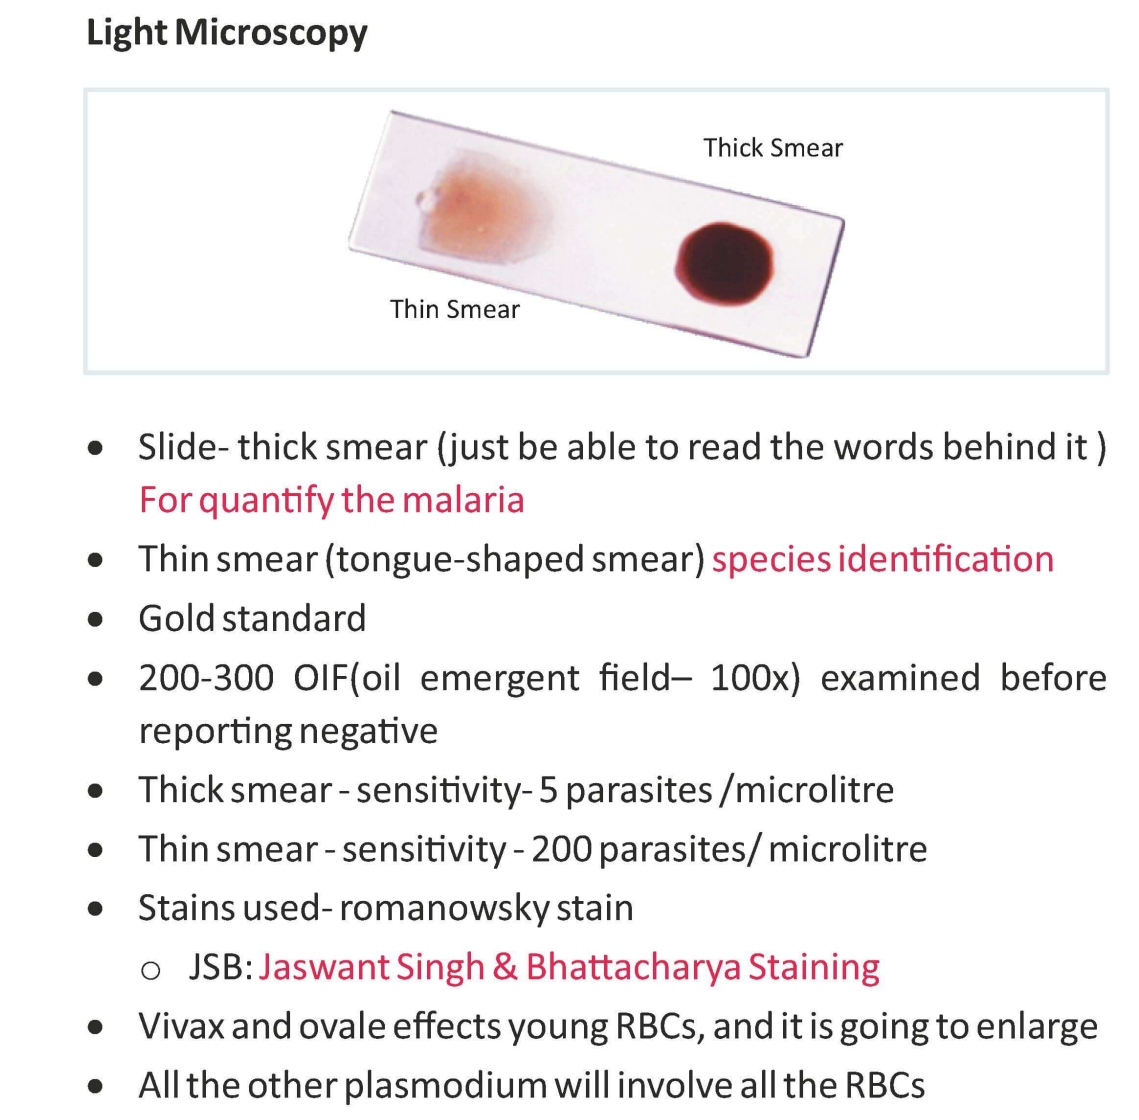 Light Microscopy
Thick Smear
Thin Smear
• Slide- thick smear (just be able to read the words behind it )
For quantify the malaria
• Thin smear (tongue-shaped smear) species identification
• Gold standard
• 200-300 OIF(oil emergent field– 100x) examined before
reporting negative
• Thick smear - sensitivity- 5 parasites /microlitre
• Thin smear - sensitivity - 200 parasites/ microlitre
• Stains used- romanowsky stain
○ JSB: Jaswant Singh & Bhattacharya Staining
• Vivax and ovale effects young RBCs, and it is going to enlarge
• All the other plasmodium will involve all the RBCs